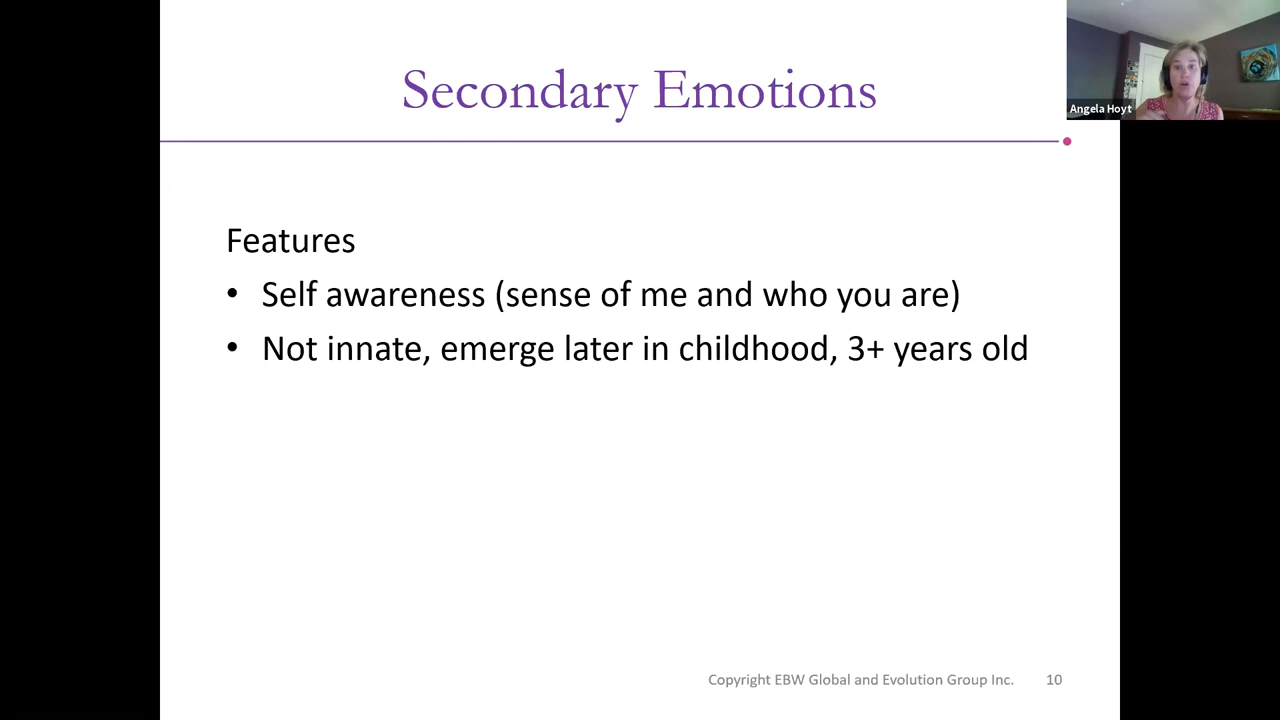 Secondary Emotions
Angela Hoyt
Features
• Self awareness (sense of me and who you are)
• Not innate, emerge later in childhood, 3+ years old
Copyright EBW Global and Evolution Group Inc. 10